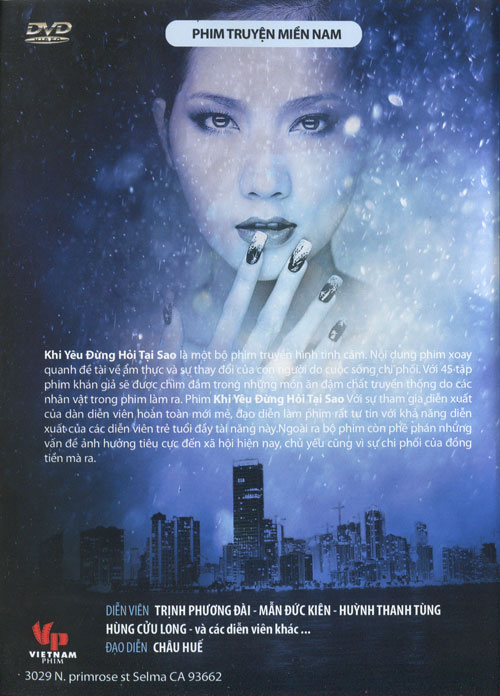 DVD
VIDEO
PHIM TRUYỆN MIỀN NAM
Khi Yêu Đừng Hỏi Tại Sao là một bộ phim truyền hình tình cảm. Nội dung phim xoay
quanh đề tài về ẩm thực và sự thay đổi của con người do cuộc sống chi phối. Với 45 tập
phim khán giả sẽ được chìm đắm trong những món ăn đậm chất truyền thống do các
nhân vật trong phim làm ra. Phim Khi Yêu Đừng Hỏi Tại Sao Với sự tham gia diễn xuất
của dàn diễn viên hoàn toàn mới mẻ, đạo diễn làm phim rất tự tin với khả năng diễn
xuất của các diễn viên trẻ tuổi đầy tài năng này.Ngoài ra bộ phim còn phê phán những
vấn đề ảnh hưởng tiêu cực đến xã hội hiện nay, chủ yếu cũng vì sự chi phối của đồng
tiền mà ra.
DIỄN VIÊN TRỊNH PHƯƠNG ĐÀI - MẪN ĐỨC KIÊN - HUỲNH THANH TÙNG
HÙNG CỬU LONG - và các diễn viên khác ...
ĐẠO DIỄN CHÂU HUẾ
VP
VIETNAM
PHIM
3029 N. primrose st Selma CA 93662